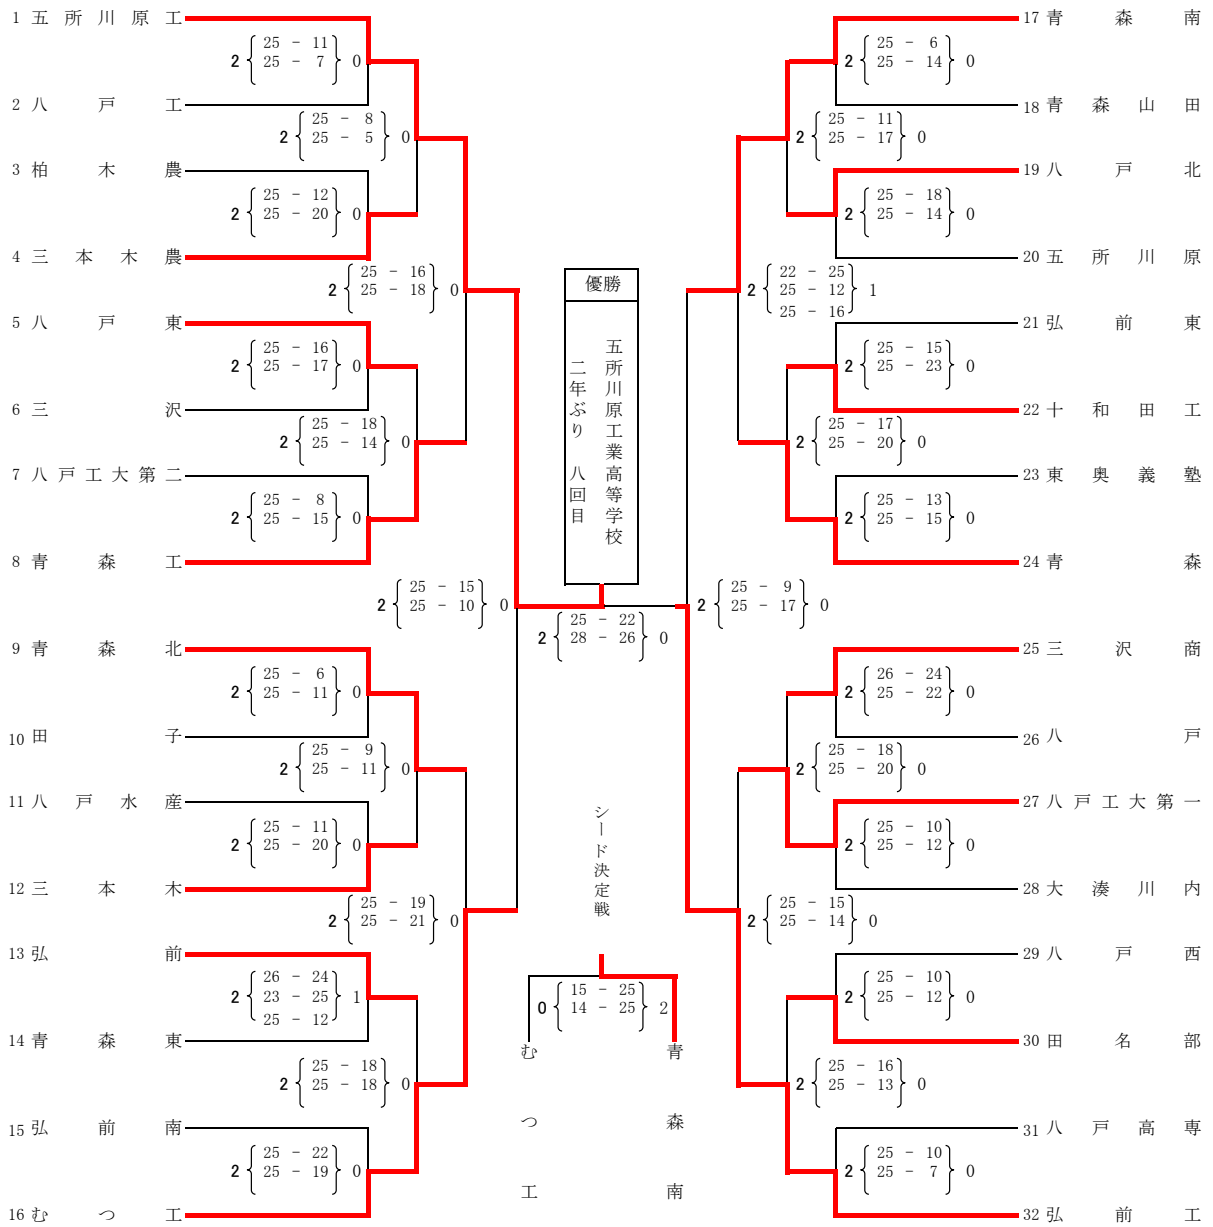 1 五所川原工
2 { 25 - 11 25 - 7 } 0
2 八戸工
2 { 25 - 8 25 - 5 } 0
3 柏木農
2 { 25 - 12 25 - 20 } 0
4 三本木農
2 { 25 - 16 25 - 18 } 0
5 八戸東
2 { 25 - 16 25 - 17 } 0
6 三沢
2 { 25 - 18 25 - 14 } 0
7 八戸工大第二
2 { 25 - 8 25 - 15 } 0
8 青森工
2 { 25 - 15 25 - 10 } 0
9 青森北
2 { 25 - 6 25 - 11 } 0
10 田子
2 { 25 - 9 25 - 11 } 0
11 八戸水産
2 { 25 - 11 25 - 20 } 0
12 三本木
2 { 25 - 19 25 - 21 } 0
13 弘前
2 { 26 - 24 23 - 25 25 - 12 } 1
14 青森東
2 { 25 - 18 25 - 18 } 0
15 弘前南
2 { 25 - 22 25 - 19 } 0
16 むつ工
優勝
五所川原工業高等学校
二年ぶり 八回目
2 { 25 - 22 28 - 26 } 0
シード決定戦
0 { 15 - 25 14 - 25 } 2
むつ工
青森南
17 青森南
2 { 25 - 6 25 - 14 } 0
18 青森山田
2 { 25 - 11 25 - 17 } 0
19 八戸北
2 { 25 - 18 25 - 14 } 0
20 五所川原
2 { 22 - 25 25 - 12 25 - 16 } 1
21 弘前東
2 { 25 - 15 25 - 23 } 0
22 十和田工
2 { 25 - 17 25 - 20 } 0
23 東奥義塾
2 { 25 - 13 25 - 15 } 0
24 青森
2 { 25 - 9 25 - 17 } 0
25 三沢商
2 { 26 - 24 25 - 22 } 0
26 八戸
2 { 25 - 18 25 - 20 } 0
27 八戸工大第一
2 { 25 - 10 25 - 12 } 0
28 大湊川内
2 { 25 - 15 25 - 14 } 0
29 八戸西
2 { 25 - 10 25 - 12 } 0
30 田名部
2 { 25 - 16 25 - 13 } 0
31 八戸高専
2 { 25 - 10 25 - 7 } 0
32 弘前工